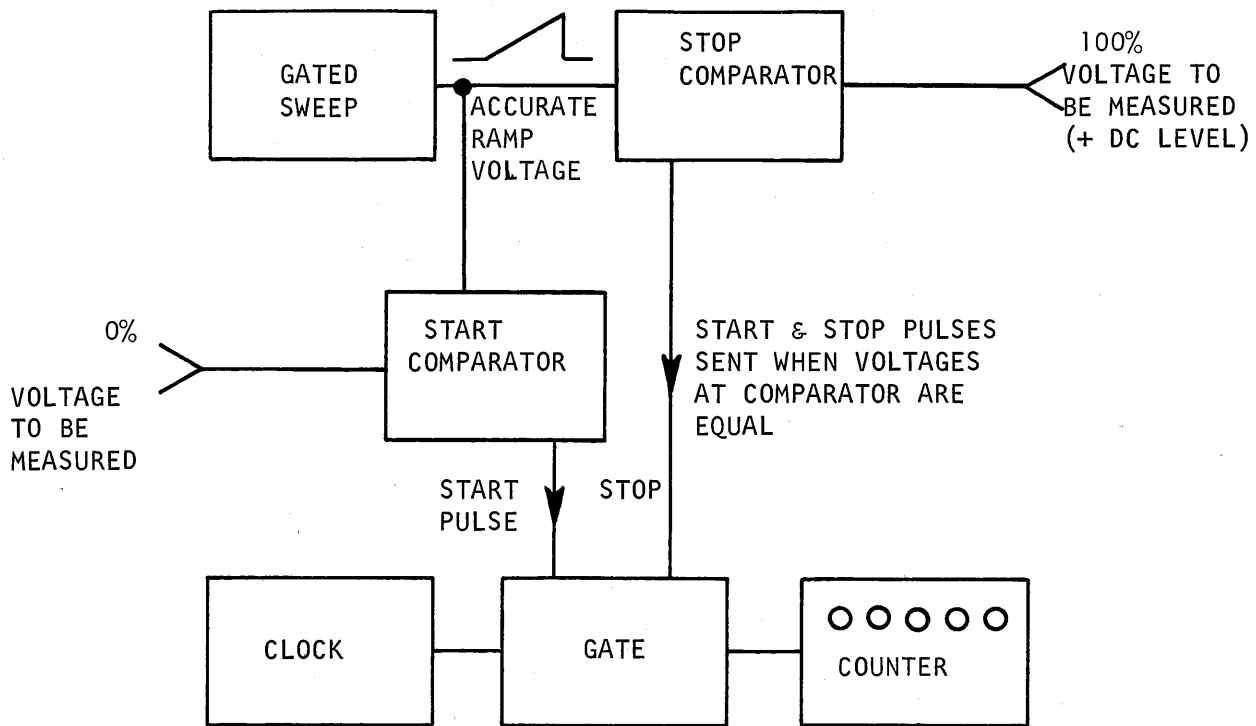 GATED
SWEEP
ACCURATE
RAMP
VOLTAGE
STOP
COMPARATOR
100%
VOLTAGE TO
BE MEASURED
(+ DC LEVEL)
0%
VOLTAGE
TO BE
MEASURED
START
COMPARATOR
START & STOP PULSES
SENT WHEN VOLTAGES
AT COMPARATOR ARE
EQUAL
START
PULSE
STOP
CLOCK
GATE
COUNTER